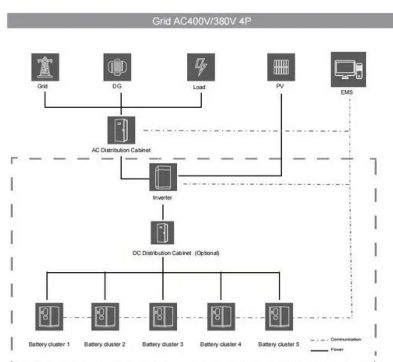 Grid AC400V/380V 4P
Grid
DG
Load
PV
EMS
AC Distribution Cabinet
Inverter
DC Distribution Cabinet (Optional)
Battery cluster 1
Battery cluster 2
Battery cluster 3
Battery cluster 4
Battery cluster 5
Communication
Power